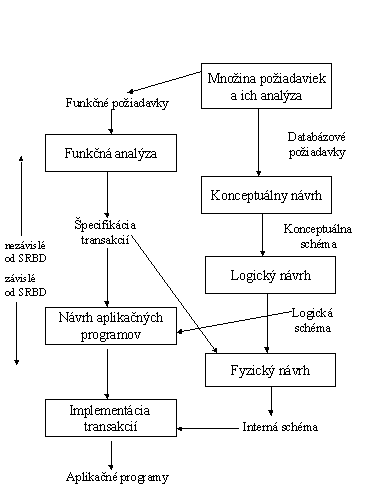 Množina požiadaviek
a ich analýza
Funkčné požiadavky
Funkčná analýza
Databázové
požiadavky
Konceptuálny návrh
Špecifikácia
transakcií
Konceptuálna
schéma
nezávislé
od SRBD
závislé
od SRBD
Logický návrh
Návrh aplikačných
programov
Logická
schéma
Fyzický návrh
Implementácia
transakcií
Interná schéma
Aplikačné programy